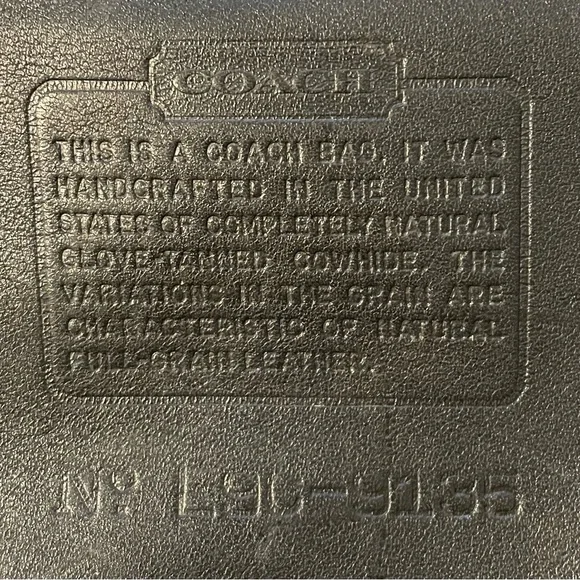 COACH
THIS IS A COACH BAG. IT WAS
HANDCRAFTED IN THE UNITED
STATES OF COMPLETELY NATURAL
GLOVE-TANNED COWHIDE. THE
VARIATIONS IN THE GRAIN ARE
CHARACTERISTIC OF NATURAL
FULL-GRAIN LEATHER.
Nº L9C-9135